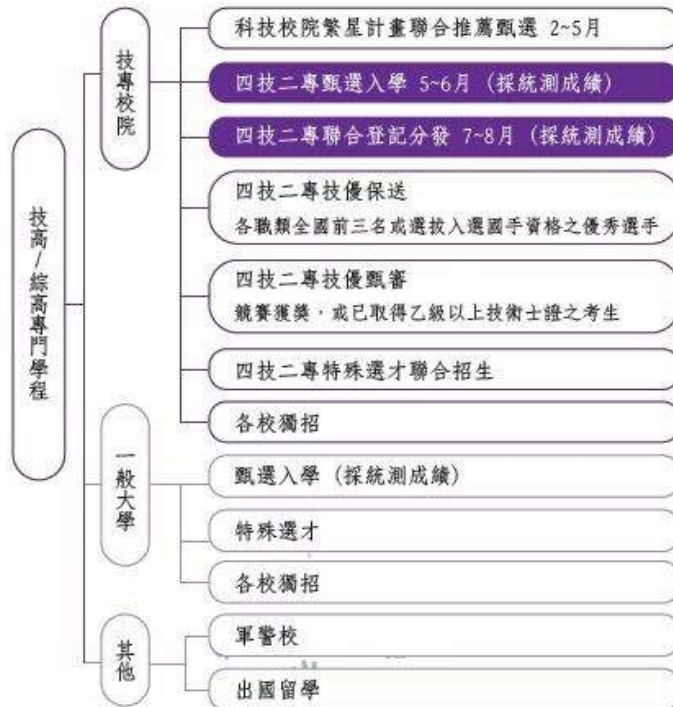 技高/綜高專門學程
技專校院
科技校院繁星計畫聯合推薦甄選 2~5月
四技二專甄選入學 5~6月 (採統測成績)
四技二專聯合登記分發 7~8月 (採統測成績)
四技二專技優保送
各職類全國前三名或選拔入選國手資格之優秀選手
四技二專技優甄審
競賽獲獎，或已取得乙級以上技術士證之考生
四技二專特殊選才聯合招生
各校獨招
一般大學
甄選入學 (採統測成績)
特殊選才
各校獨招
其他
軍警校
出國留學